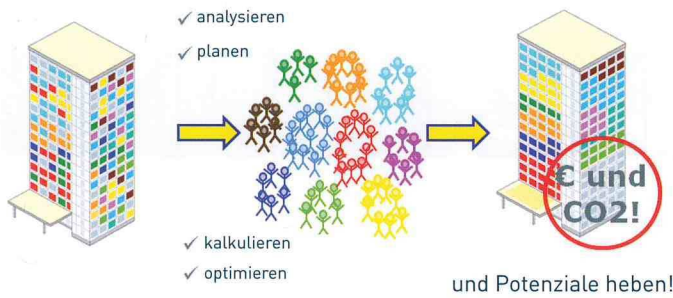 analysieren
planen
kalkulieren
optimieren
€ und
CO2!
und Potenziale heben!